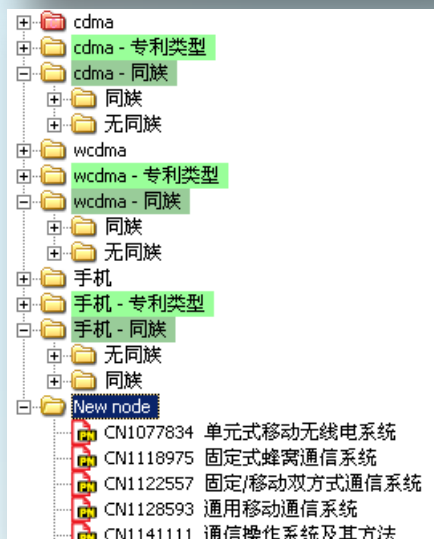 cdma
cdma - 专利类型
cdma - 同族
同族
无同族
wcdma
wcdma - 专利类型
wcdma - 同族
同族
无同族
手机
手机 - 专利类型
手机 - 同族
无同族
同族
New node
CN1077834 单元式移动无线电系统
CN1118975 固定式蜂窝通信系统
CN1122557 固定/移动双方式通信系统
CN1128593 通用移动通信系统
CN1141111 通信操作系统及其方法